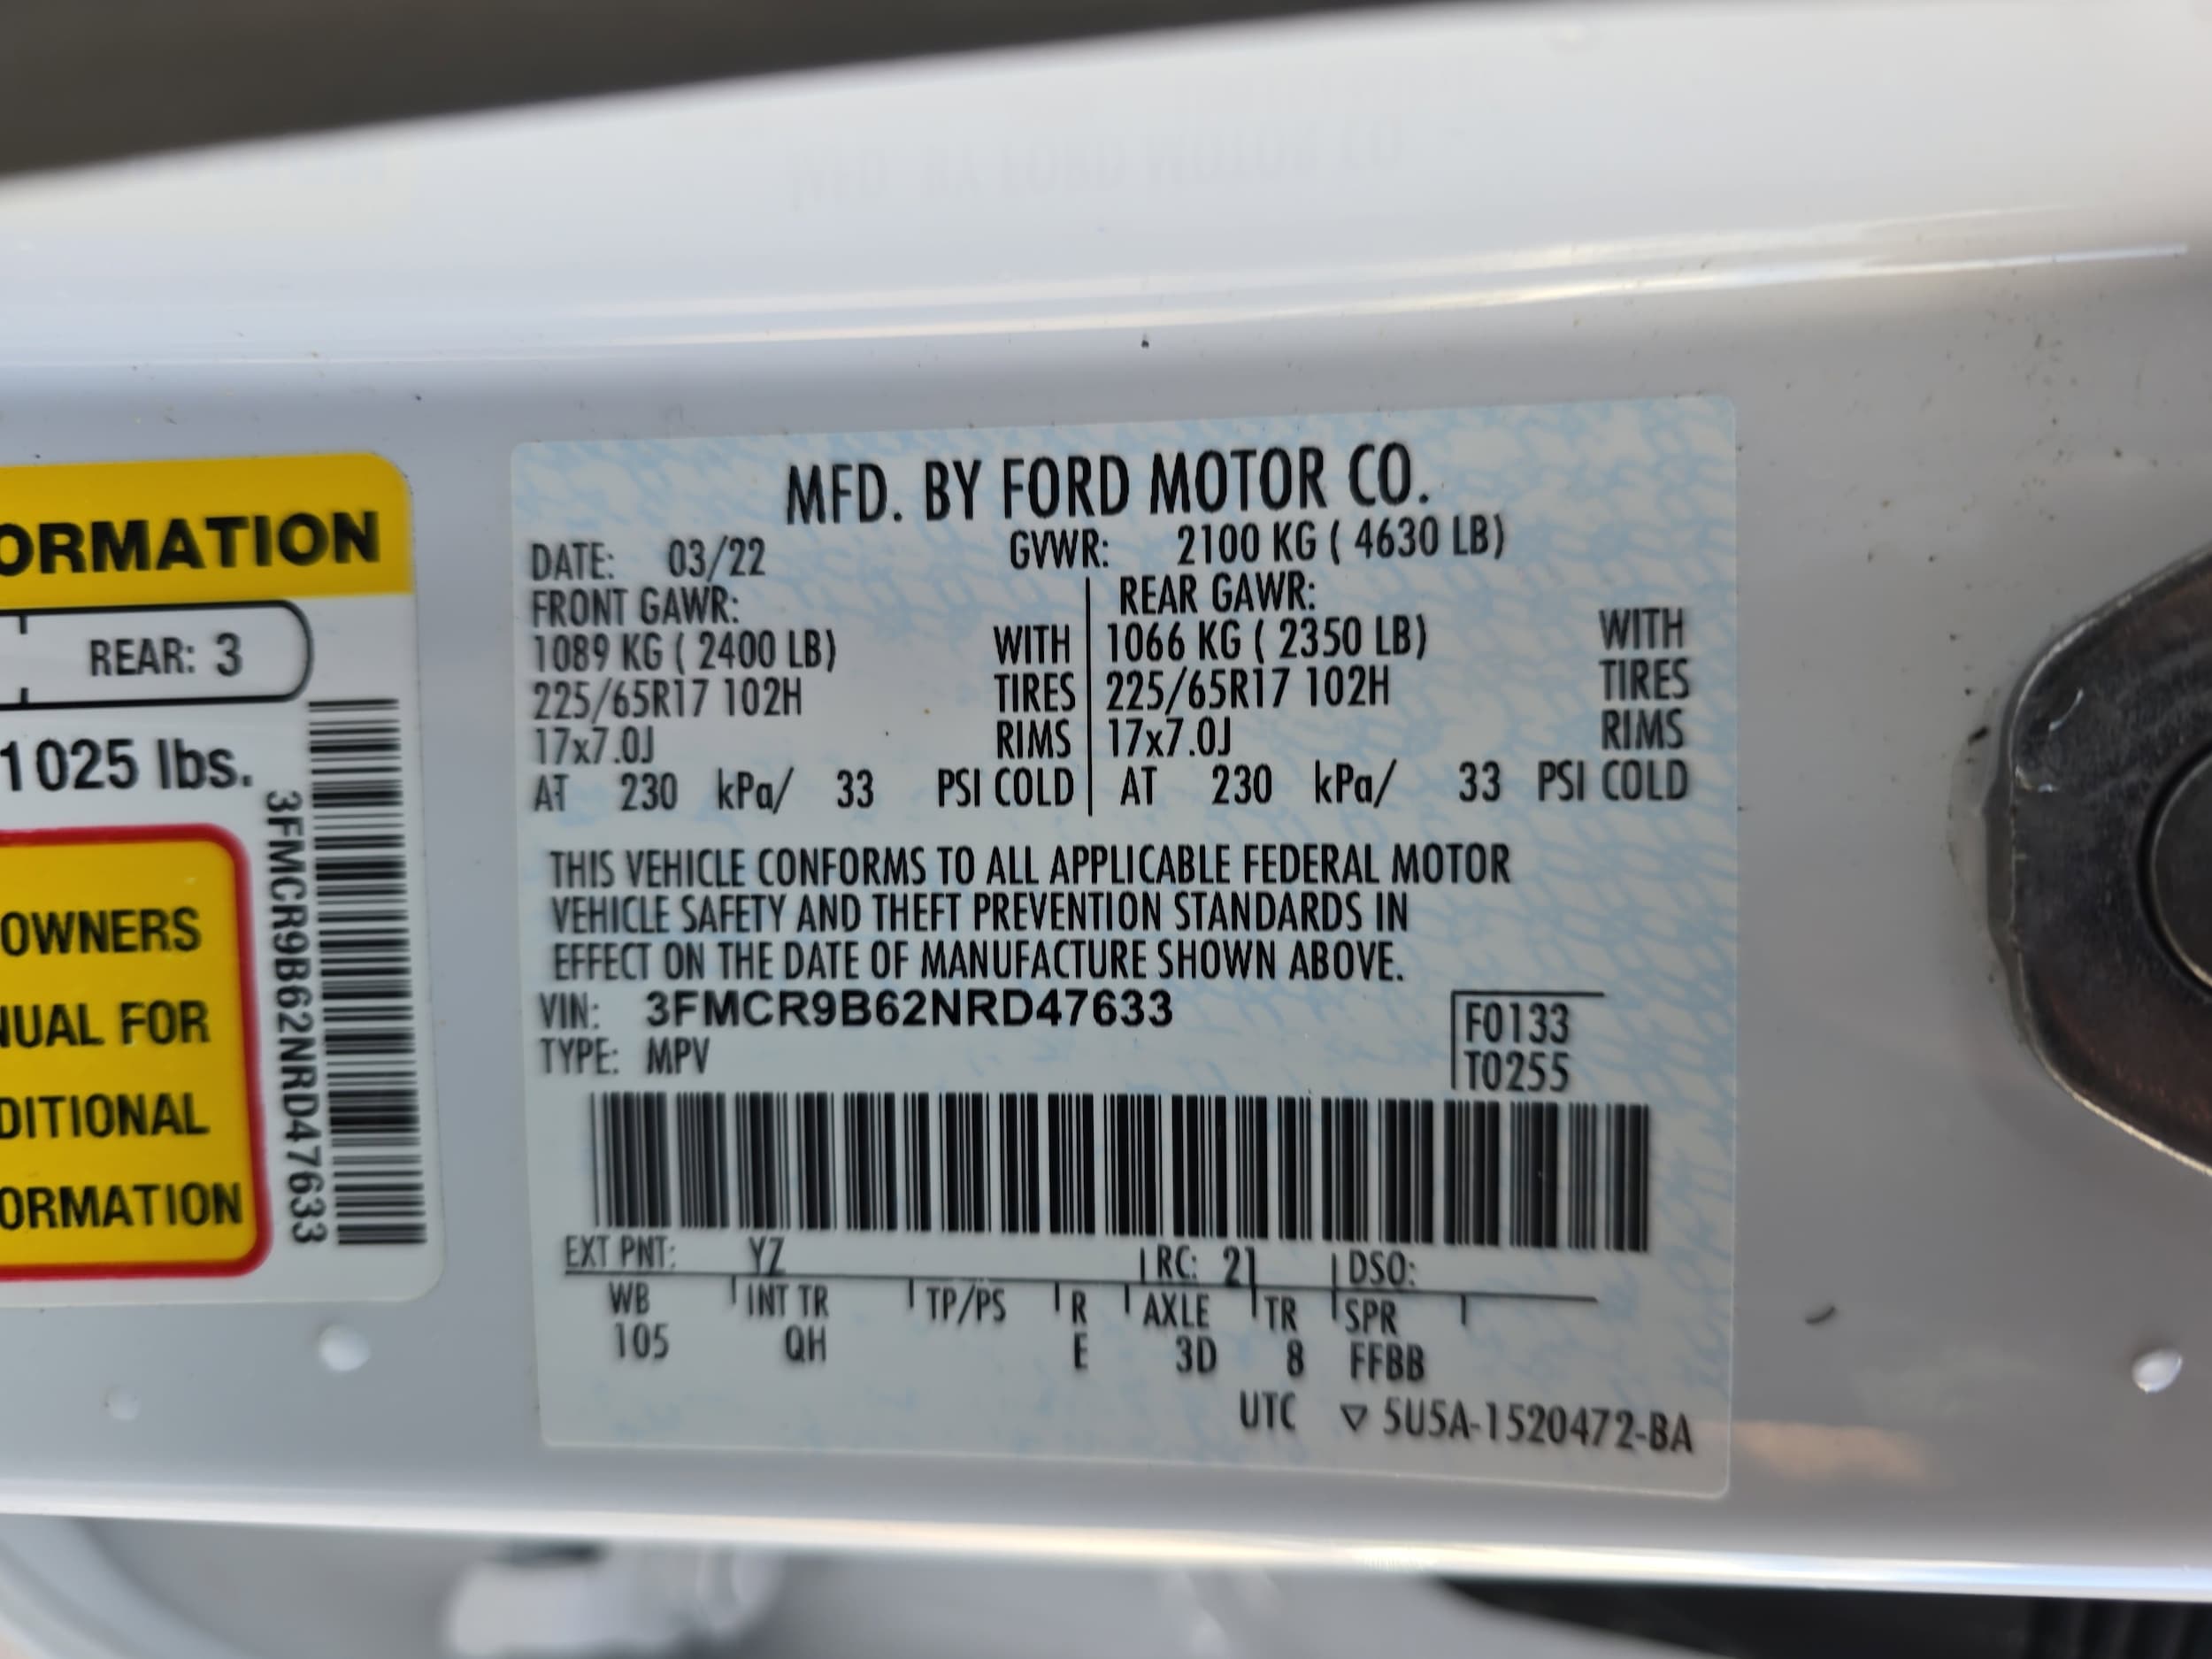 ORMATION
REAR: 3
1025 lbs.
OWNERS
NUAL FOR
DITIONAL
ORMATION
3FMCR9B62NRD47633
MFD. BY FORD MOTOR CO.
DATE: 03/22 GVWR: 2100 KG ( 4630 LB)
FRONT GAWR: REAR GAWR:
1089 KG ( 2400 LB) WITH 1066 KG ( 2350 LB) WITH
225/65R17 102H TIRES 225/65R17 102H TIRES
17x7.0J RIMS 17x7.0J RIMS
AT 230 kPa/ 33 PSI COLD AT 230 kPa/ 33 PSI COLD
THIS VEHICLE CONFORMS TO ALL APPLICABLE FEDERAL MOTOR
VEHICLE SAFETY AND THEFT PREVENTION STANDARDS IN
EFFECT ON THE DATE OF MANUFACTURE SHOWN ABOVE.
VIN: 3FMCR9B62NRD47633
F0133
TYPE: MPV
T0255
EXT PNT: YZ RC: 21 DSO:
WB INT TR TP/PS R AXLE TR SPR
105 QH E 3D 8 FFBB
UTC ▽ 5U5A-1520472-BA